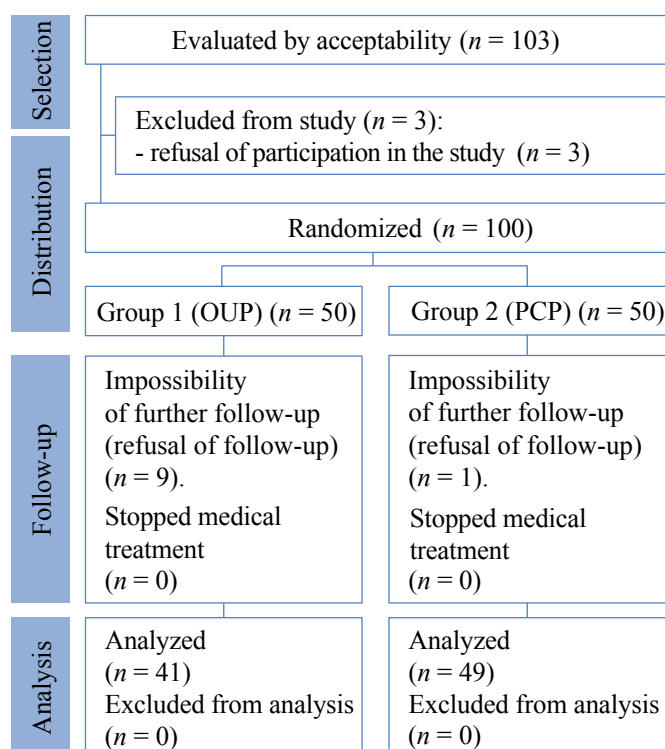 Selection
Evaluated by acceptability (n = 103)
Excluded from study (n = 3):
- refusal of participation in the study (n = 3)
Distribution
Randomized (n = 100)
Group 1 (OUP) n = 50)
Group 2 (PCP) n = 50)
Follow-up
Impossibility
of further follow-up
(refusal of follow-up)
(n = 9).
Stopped medical
treatment
(n = 0)
Impossibility
of further follow-up
(refusal of follow-up)
(n = 1).
Stopped medical
treatment
(n = 0)
Analysis
Analyzed
(n = 41)
Excluded from analysis
(n = 0)
Analyzed
(n = 49)
Excluded from analysis
(n = 0)